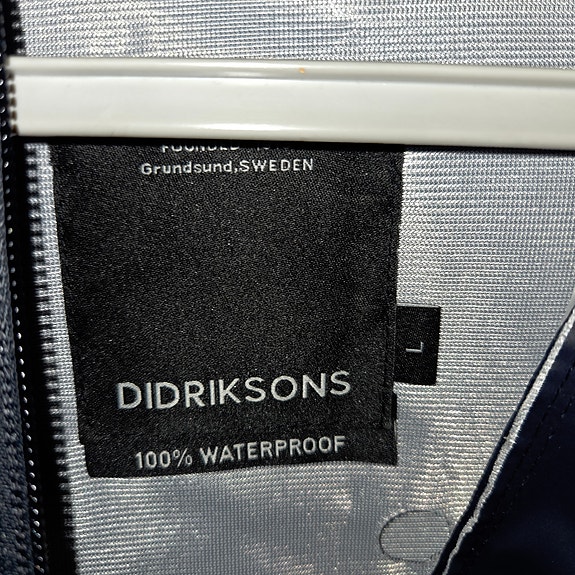 Grundsund,SWEDEN
DIDRIKSONS
100% WATERPROOF
L